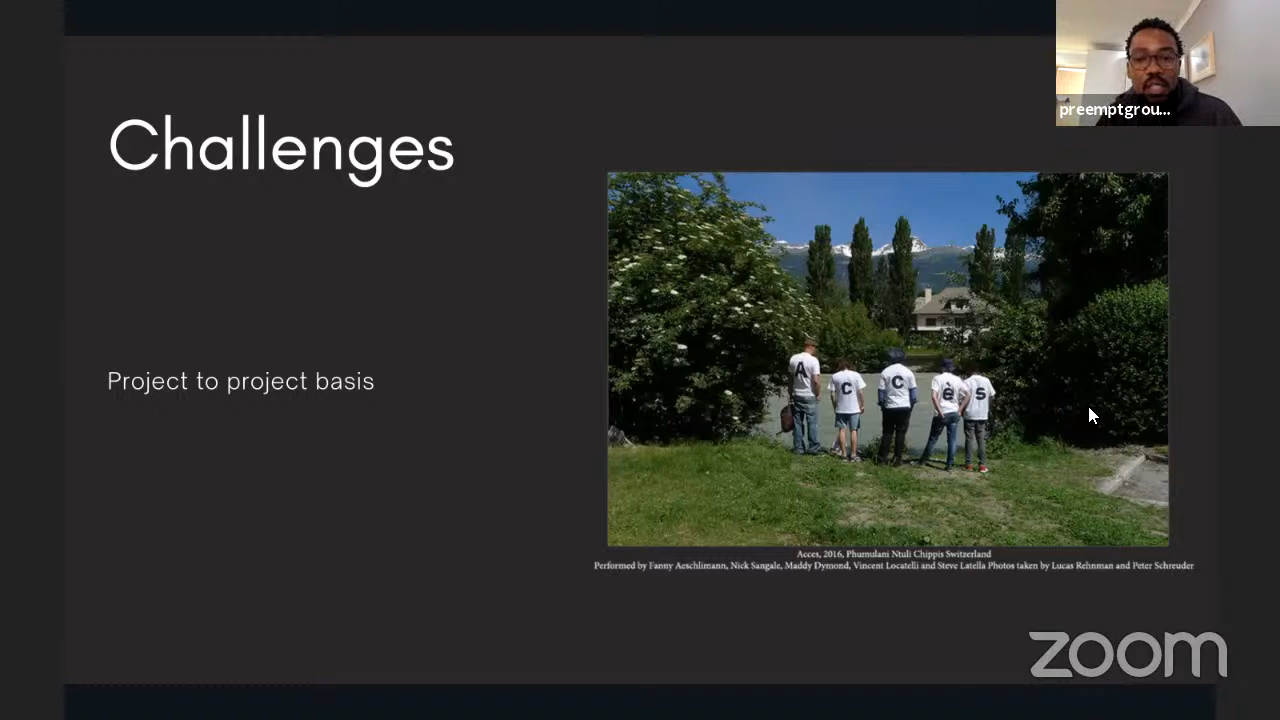 preemptgrou...
Challenges
Project to project basis
A c c è s
Acces, 2016, Phumulani Ntuli Chippis Switzerland
Performed by Fanny Aeschlimann, Nick Sangale, Maddy Dymond, Vincent Locatelli and Steve Latella Photos taken by Lucas Rehnman and Peter Schreuder
zoom